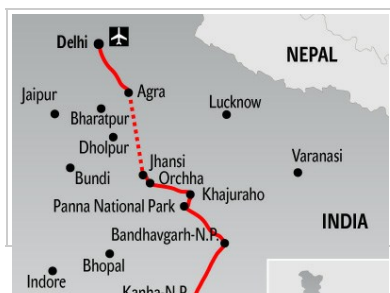 Delhi
NEPAL
Agra
Jaipur
Lucknow
Bharatpur
Dholpur
Jhansi
Varanasi
Bundi
Orchha
Khajuraho
Panna National Park
INDIA
Bandhavgarh-N.P.
Bhopal
Indore
Kanha-N.P.